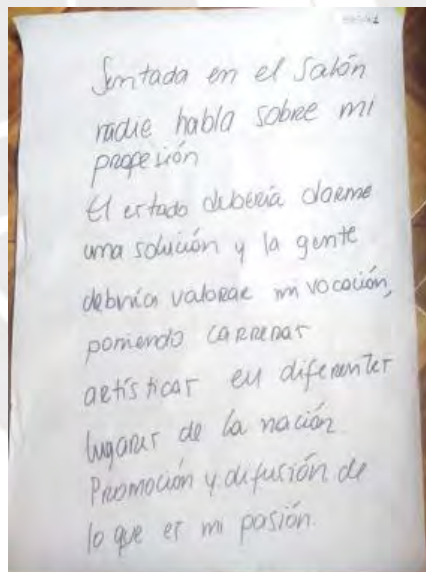 Sentada en el Salón
nadie habla sobre mi
profesión
El estado debería darme
una solución y la gente
debería valorar mi vocación,
poniendo carreras
artísticas en diferentes
lugares de la nación.
Promoción y difusión de
lo que es mi pasión.